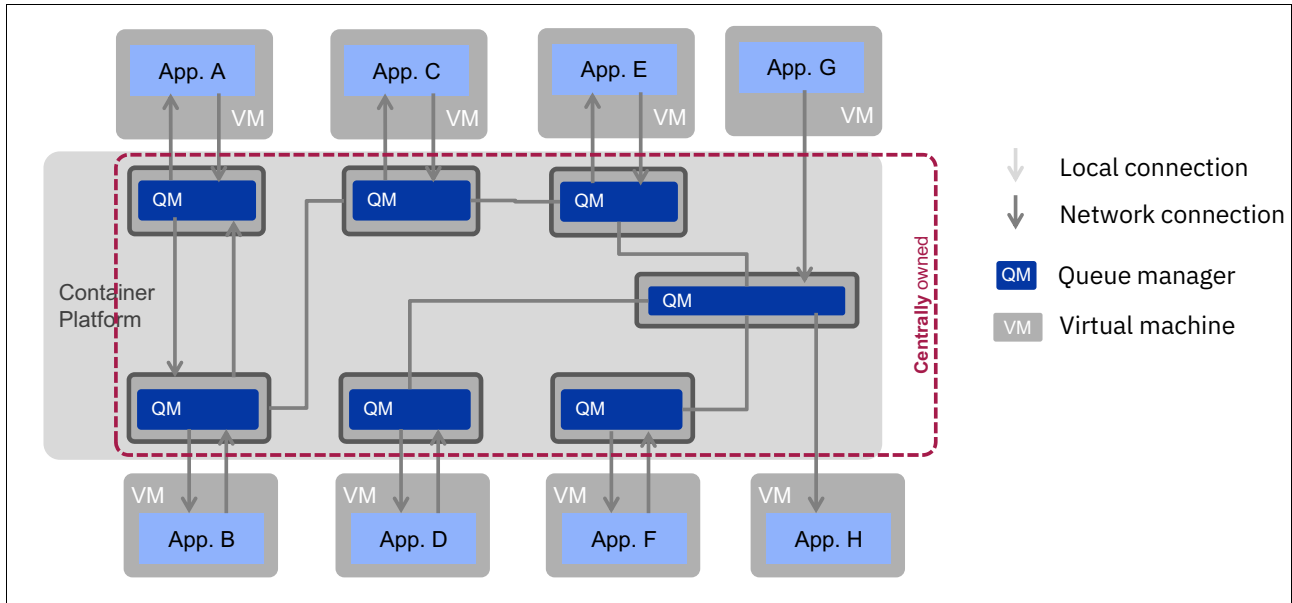 App. A
VM
App. C
VM
App. E
VM
App. G
VM
QM
QM
QM
QM
Container
Platform
Centrally owned
QM
QM
QM
VM
App. B
VM
App. D
VM
App. F
VM
App. H
Local connection
Network connection
QM
Queue manager
VM
Virtual machine